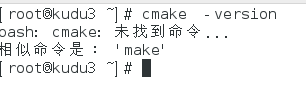 [root@kudu3 ~]# cmake -version
bash: cmake: 未找到命令...
相似命令是： 'make'
[root@kudu3 ~]#